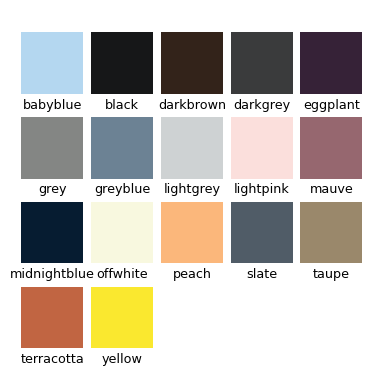 babyblue black darkbrown darkgrey eggplant
grey greyblue lightgrey lightpink mauve
midnightblue offwhite peach slate taupe
terracotta yellow